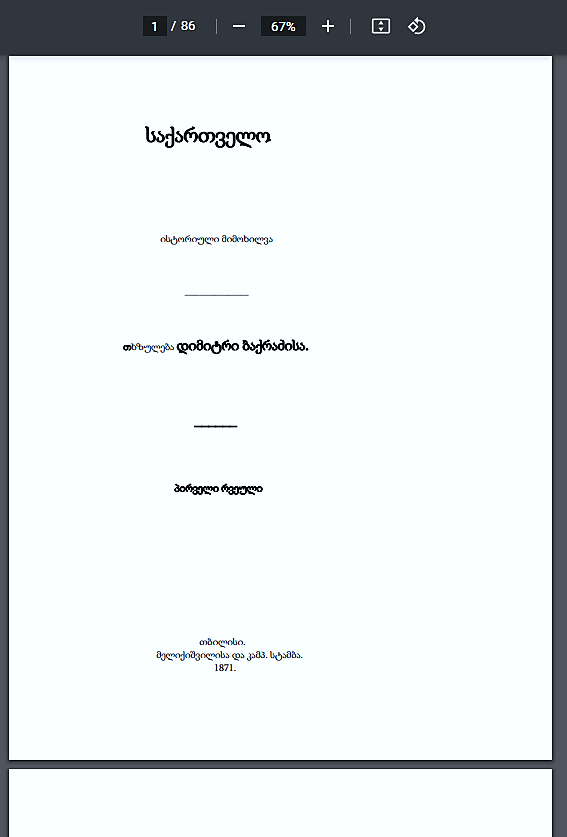 1 / 86 67%
საქართველო
ისტორიული მიმოხილვა
თხზულება დიმიტრი ბაქრაძისა.
პირველი რვეული
თბილისი.
მელიქიშვილისა და კამპ. სტამბა.
1871.